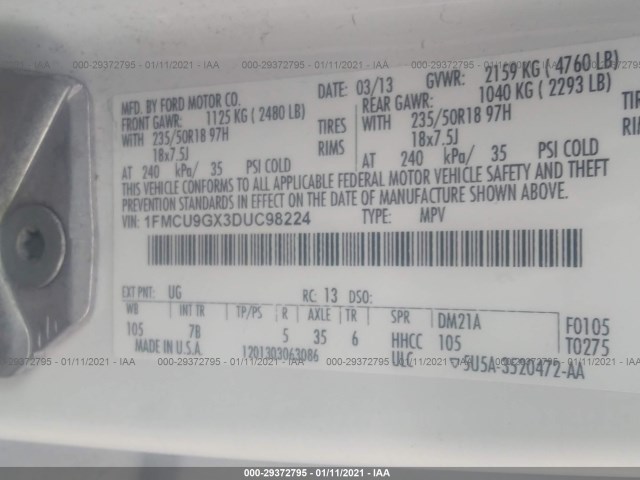 000-29372795 - 01/11/2021 - IAA
MFD. BY FORD MOTOR CO. DATE: 03/13 GVWR: 2159 KG ( 4760 LB)
FRONT GAWR: 1125 KG ( 2480 LB) REAR GAWR: 1040 KG ( 2293 LB)
WITH 235/50R18 97H TIRES WITH 235/50R18 97H TIRES
18x7.5J RIMS 18x7.5J RIMS
AT 240 kPa/ 35 PSI COLD AT 240 kPa/ 35 PSI COLD
THIS VEHICLE CONFORMS TO ALL APPLICABLE FEDERAL MOTOR VEHICLE SAFETY AND THEFT
PREVENTION STANDARDS IN EFFECT ON THE DATE OF MANUFACTURE SHOWN ABOVE.
VIN: 1FMCU9GX3DUC98224 TYPE: MPV
EXT PNT: UG RC: 13 DSO:
WB INT TR TP/PS R AXLE TR SPR DM21A F0105
105 7B 5 35 6 HHCC 105 T0275
MADE IN U.S.A. 1201303063086 ULC 5U5A-3520472-AA
000-29372795 - 01/11/2021 - IAA